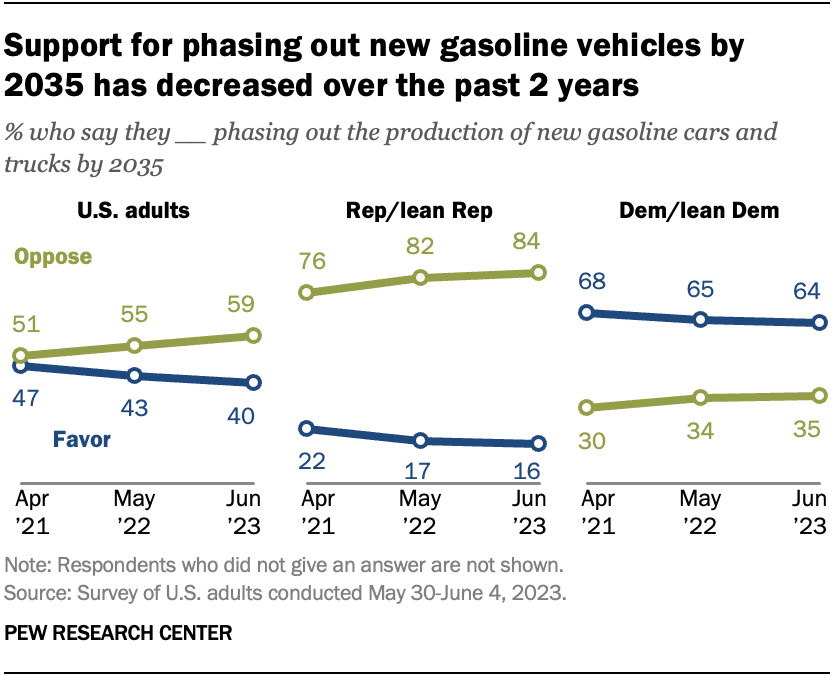 Support for phasing out new gasoline vehicles by
2035 has decreased over the past 2 years
% who say they __ phasing out the production of new gasoline cars and
trucks by 2035
U.S. adults
Oppose
51
55
59
47
43
40
Favor
Apr
’21
May
’22
Jun
’23
Rep/lean Rep
76
82
84
22
17
16
Apr
’21
May
’22
Jun
’23
Dem/lean Dem
68
65
64
30
34
35
Apr
’21
May
’22
Jun
’23
Note: Respondents who did not give an answer are not shown.
Source: Survey of U.S. adults conducted May 30-June 4, 2023.
PEW RESEARCH CENTER